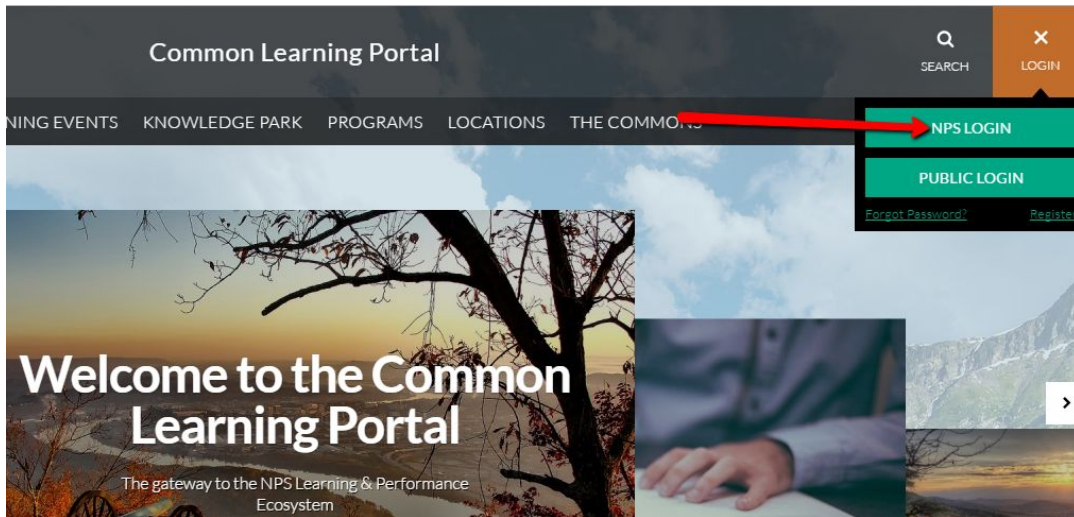 Common Learning Portal
SEARCH
LOGIN
NING EVENTS KNOWLEDGE PARK PROGRAMS LOCATIONS THE COMMONS
NPS LOGIN
PUBLIC LOGIN
Forgot Password? Register
Welcome to the Common
Learning Portal
The gateway to the NPS Learning & Performance
Ecosystem